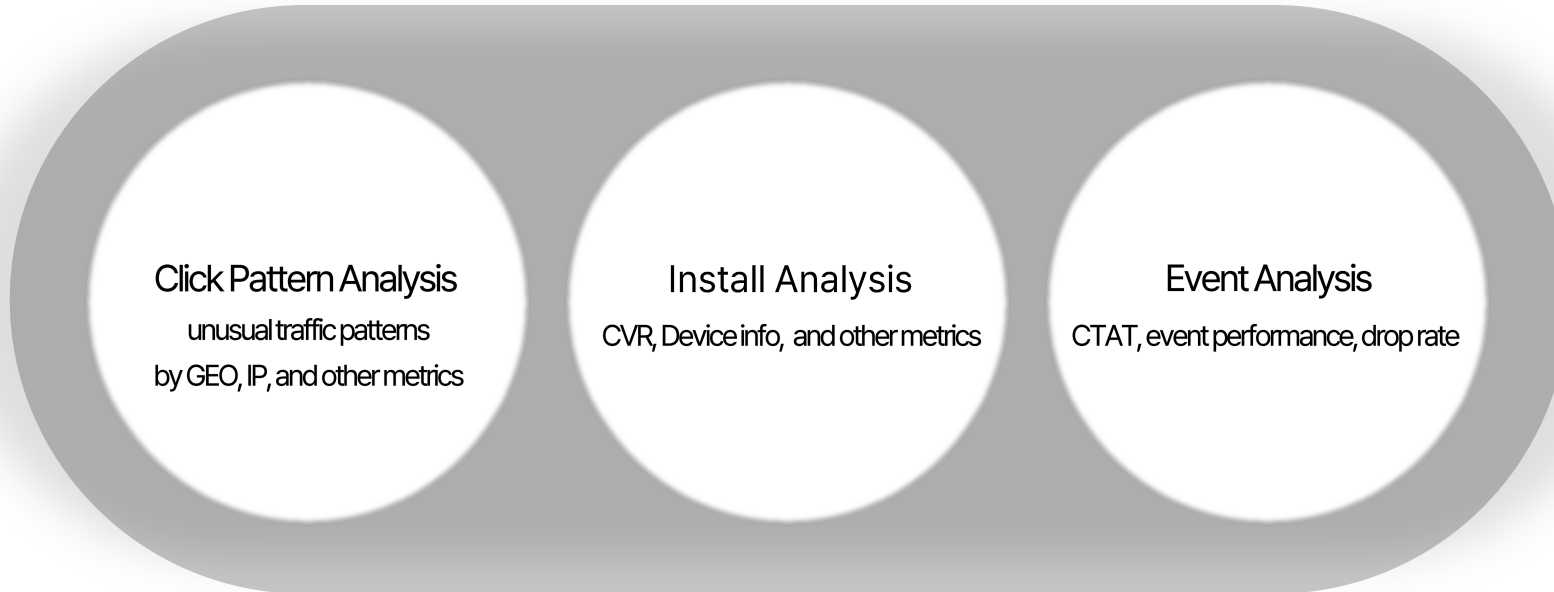 Click Pattern Analysis
unusual traffic patterns
by GEO, IP, and other metrics
Install Analysis
CVR, Device info, and other metrics
Event Analysis
CTAT, event performance, drop rate